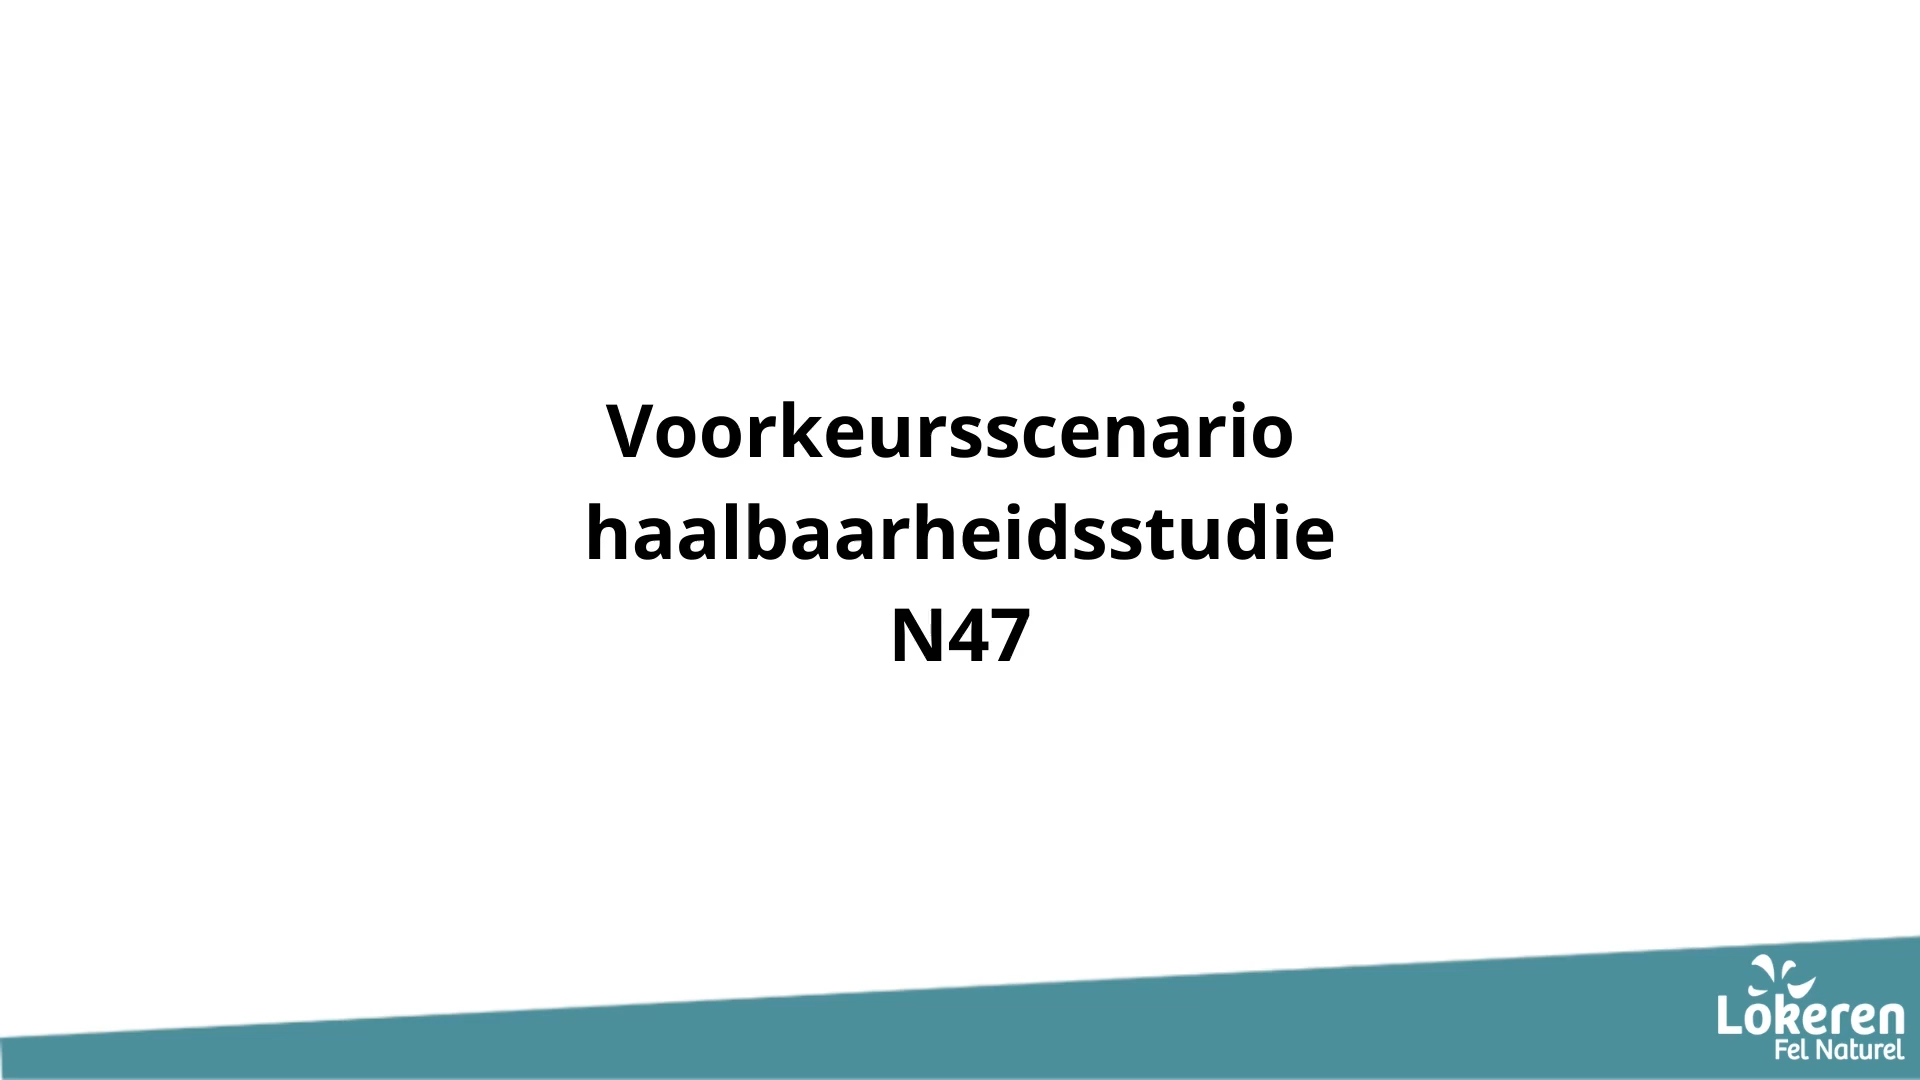 Voorkeursscenario
haalbaarheidsstudie
N47
Lokeren
Fel Naturel